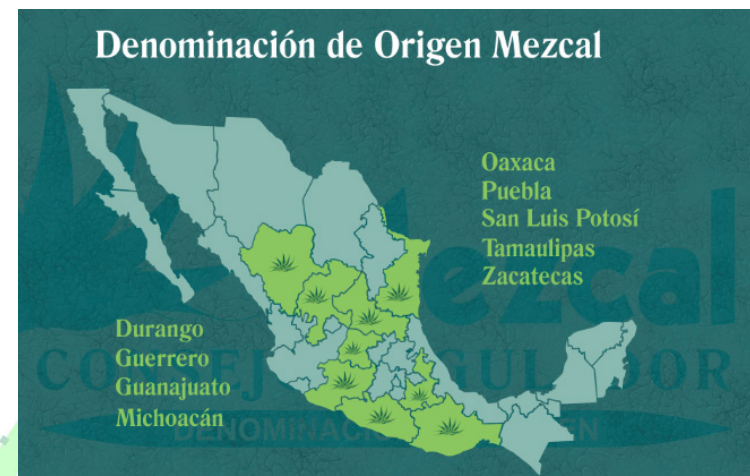 Denominación de Origen Mezcal
Oaxaca
Puebla
San Luis Potosí
Tamaulipas
Zacatecas
Durango
Guerrero
Guanajuato
Michoacán